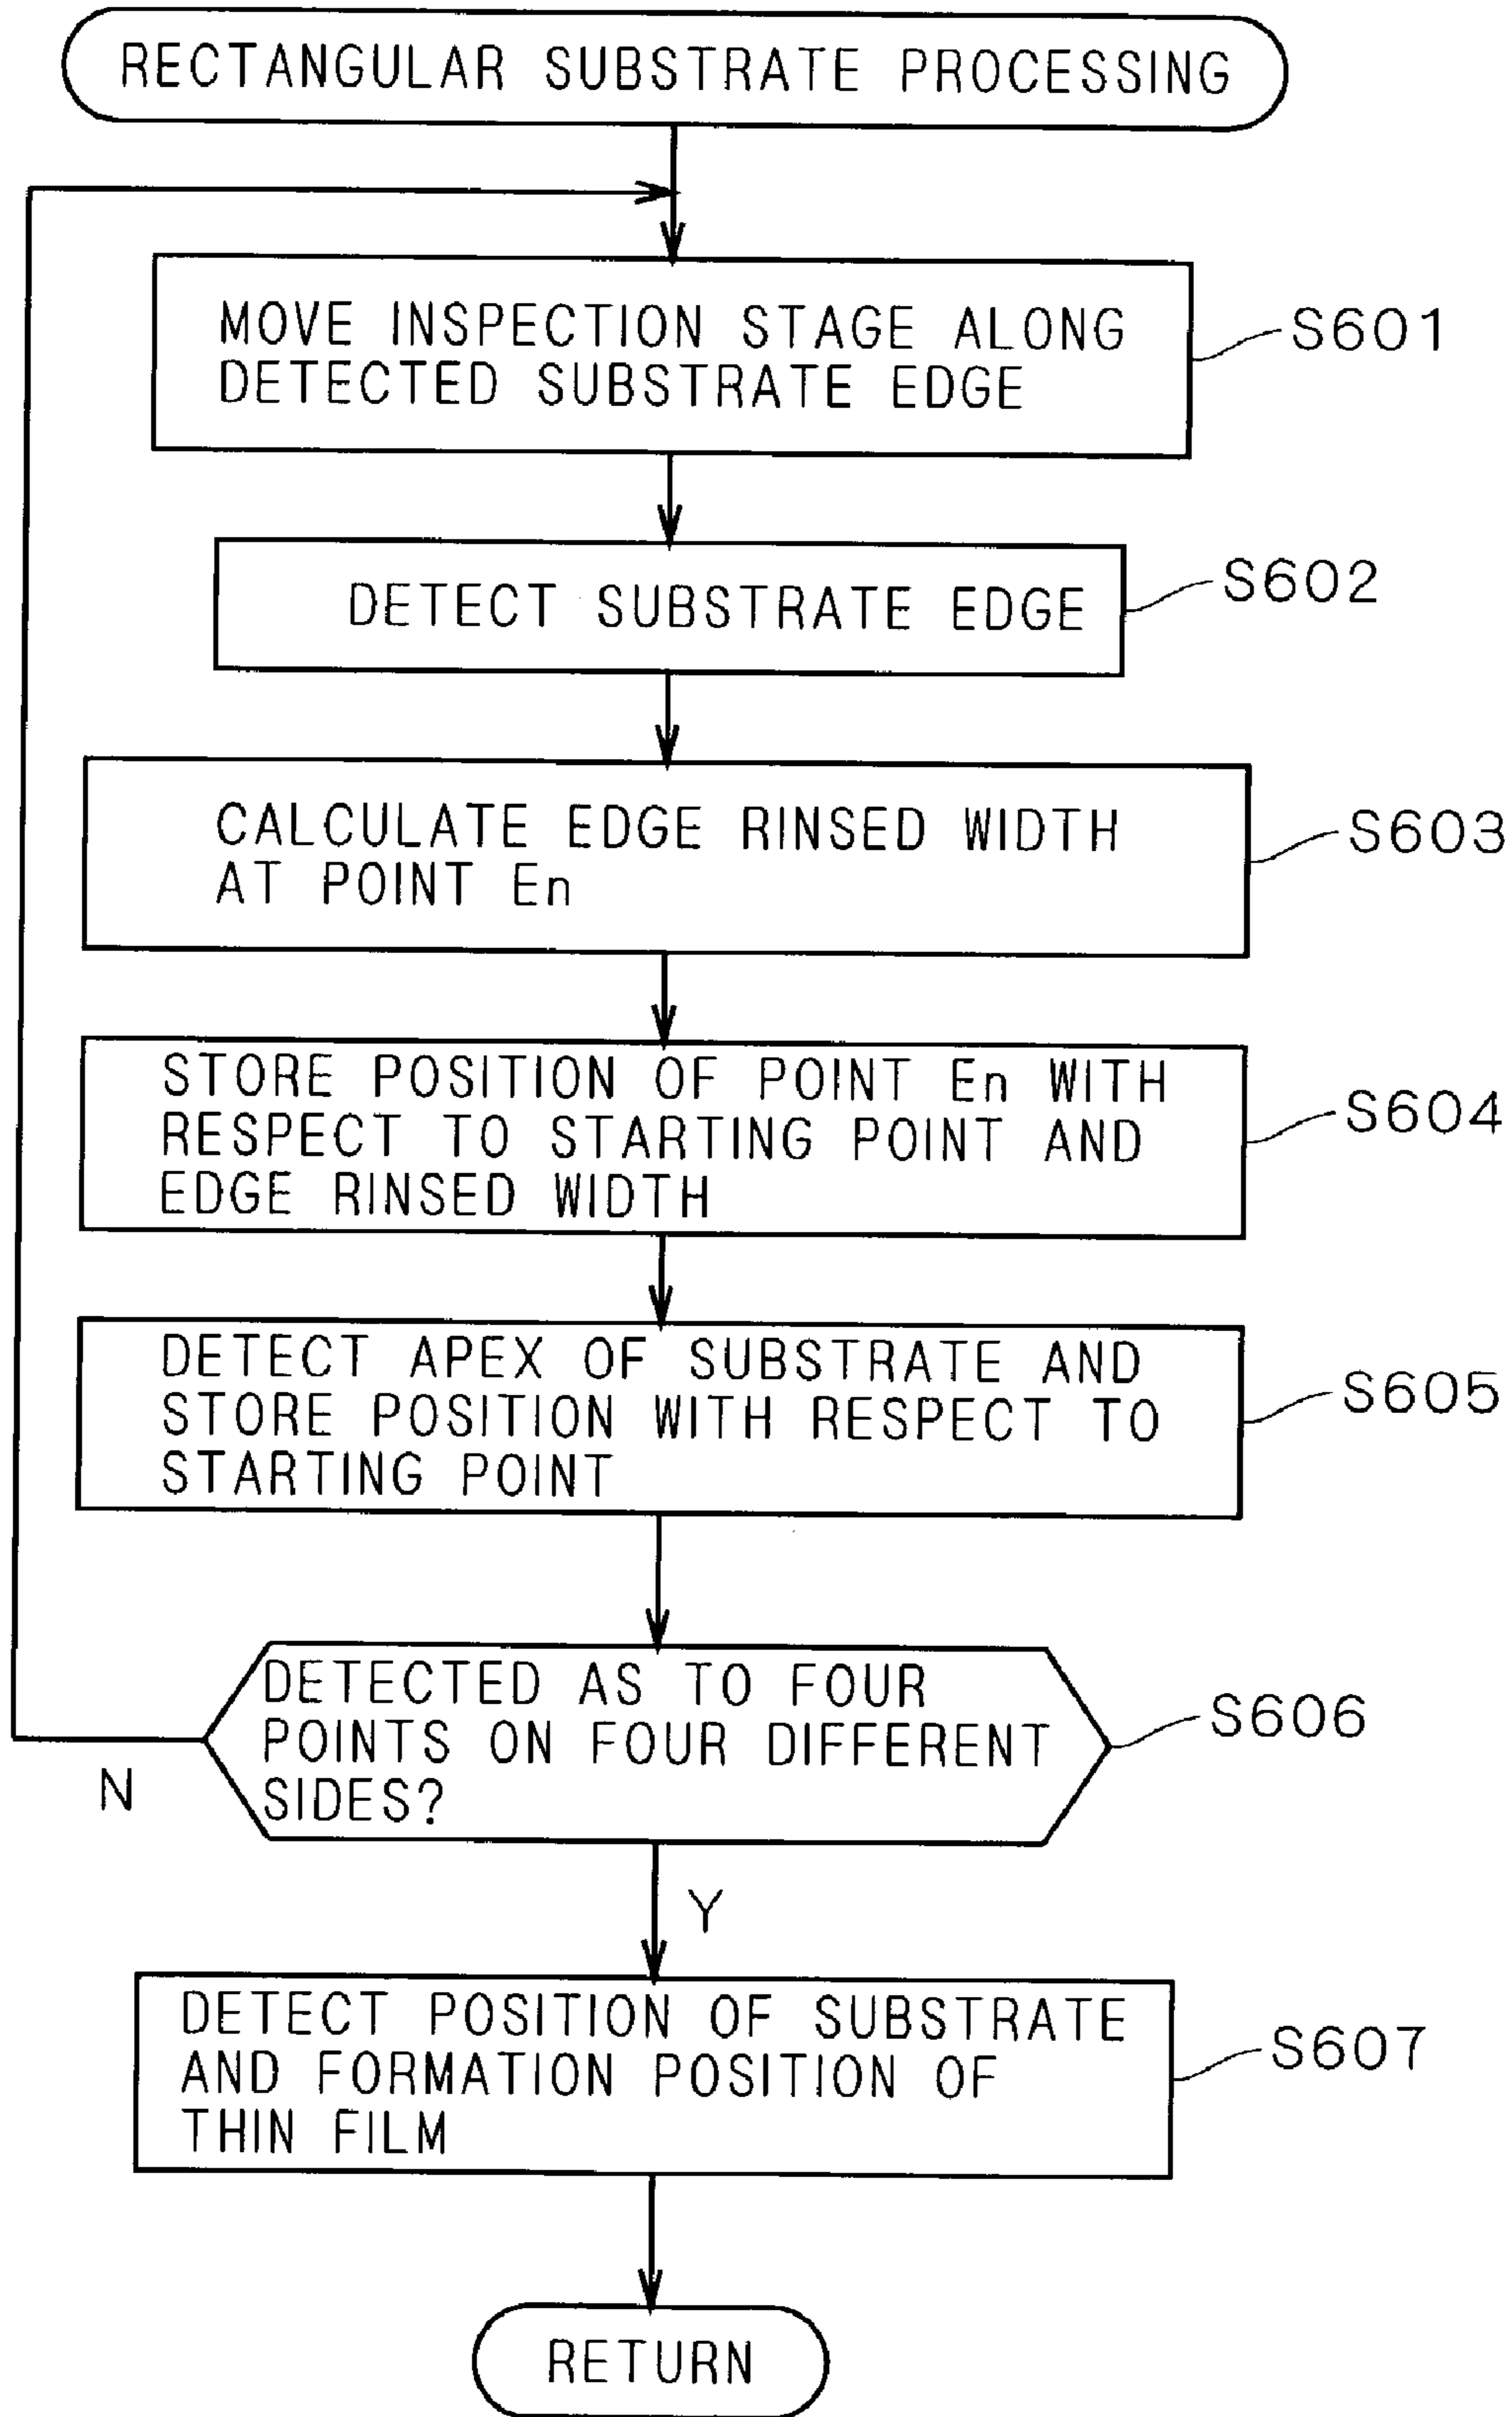 RECTANGULAR SUBSTRATE PROCESSING
MOVE INSPECTION STAGE ALONG
DETECTED SUBSTRATE EDGE
S601
DETECT SUBSTRATE EDGE
S602
CALCULATE EDGE RINSED WIDTH
AT POINT En
S603
STORE POSITION OF POINT En WITH
RESPECT TO STARTING POINT AND
EDGE RINSED WIDTH
S604
DETECT APEX OF SUBSTRATE AND
STORE POSITION WITH RESPECT TO
STARTING POINT
S605
DETECTED AS TO FOUR
POINTS ON FOUR DIFFERENT
SIDES?
S606
N
Y
DETECT POSITION OF SUBSTRATE
AND FORMATION POSITION OF
THIN FILM
S607
RETURN